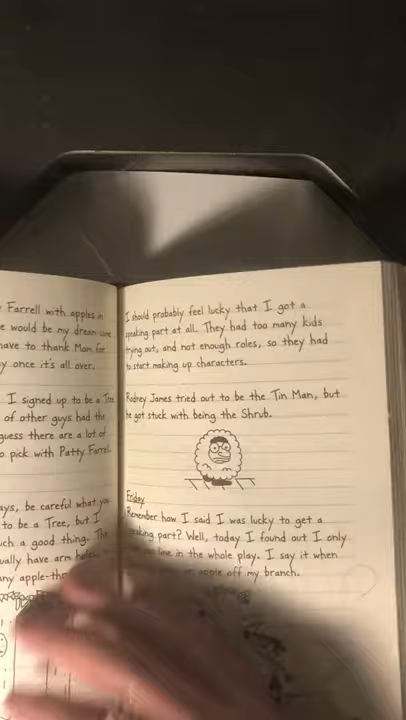 Farrell with apples in
e would be my dream come
have to thank Mom for
y once it's all over.
I signed up to be a Tree
of other guys had the
guess there are a lot of
o pick with Patty Farrel
ays, be careful what you
to be a Tree, but I
ch a good thing. The
ually have arm holes
any apple-thr
I should probably feel lucky that I got a
speaking part at all. They had too many kids
trying out, and not enough roles, so they had
to start making up characters.
Rodney James tried out to be the Tin Man, but
he got stuck with being the Shrub.
Friday
Remember how I said I was lucky to get a
speaking part? Well, today I found out I only
line in the whole play. I say it when
apple off my branch.